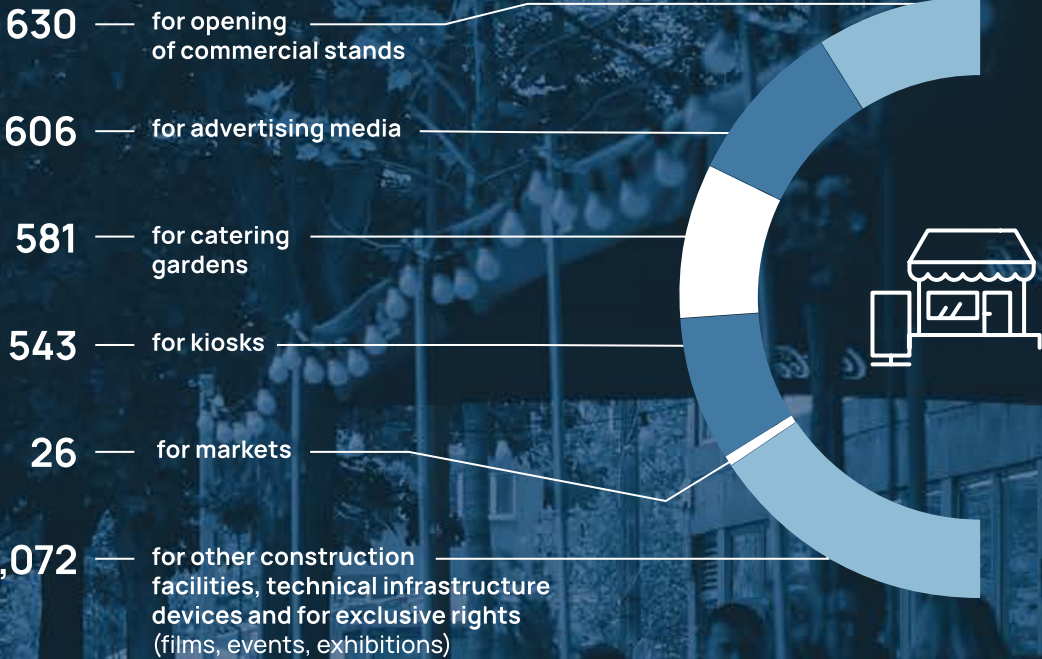 630 for opening
of commercial stands
606 for advertising media
581 for catering
gardens
543 for kiosks
26 for markets
,072 for other construction
facilities, technical infrastructure
devices and for exclusive rights
(films, events, exhibitions)